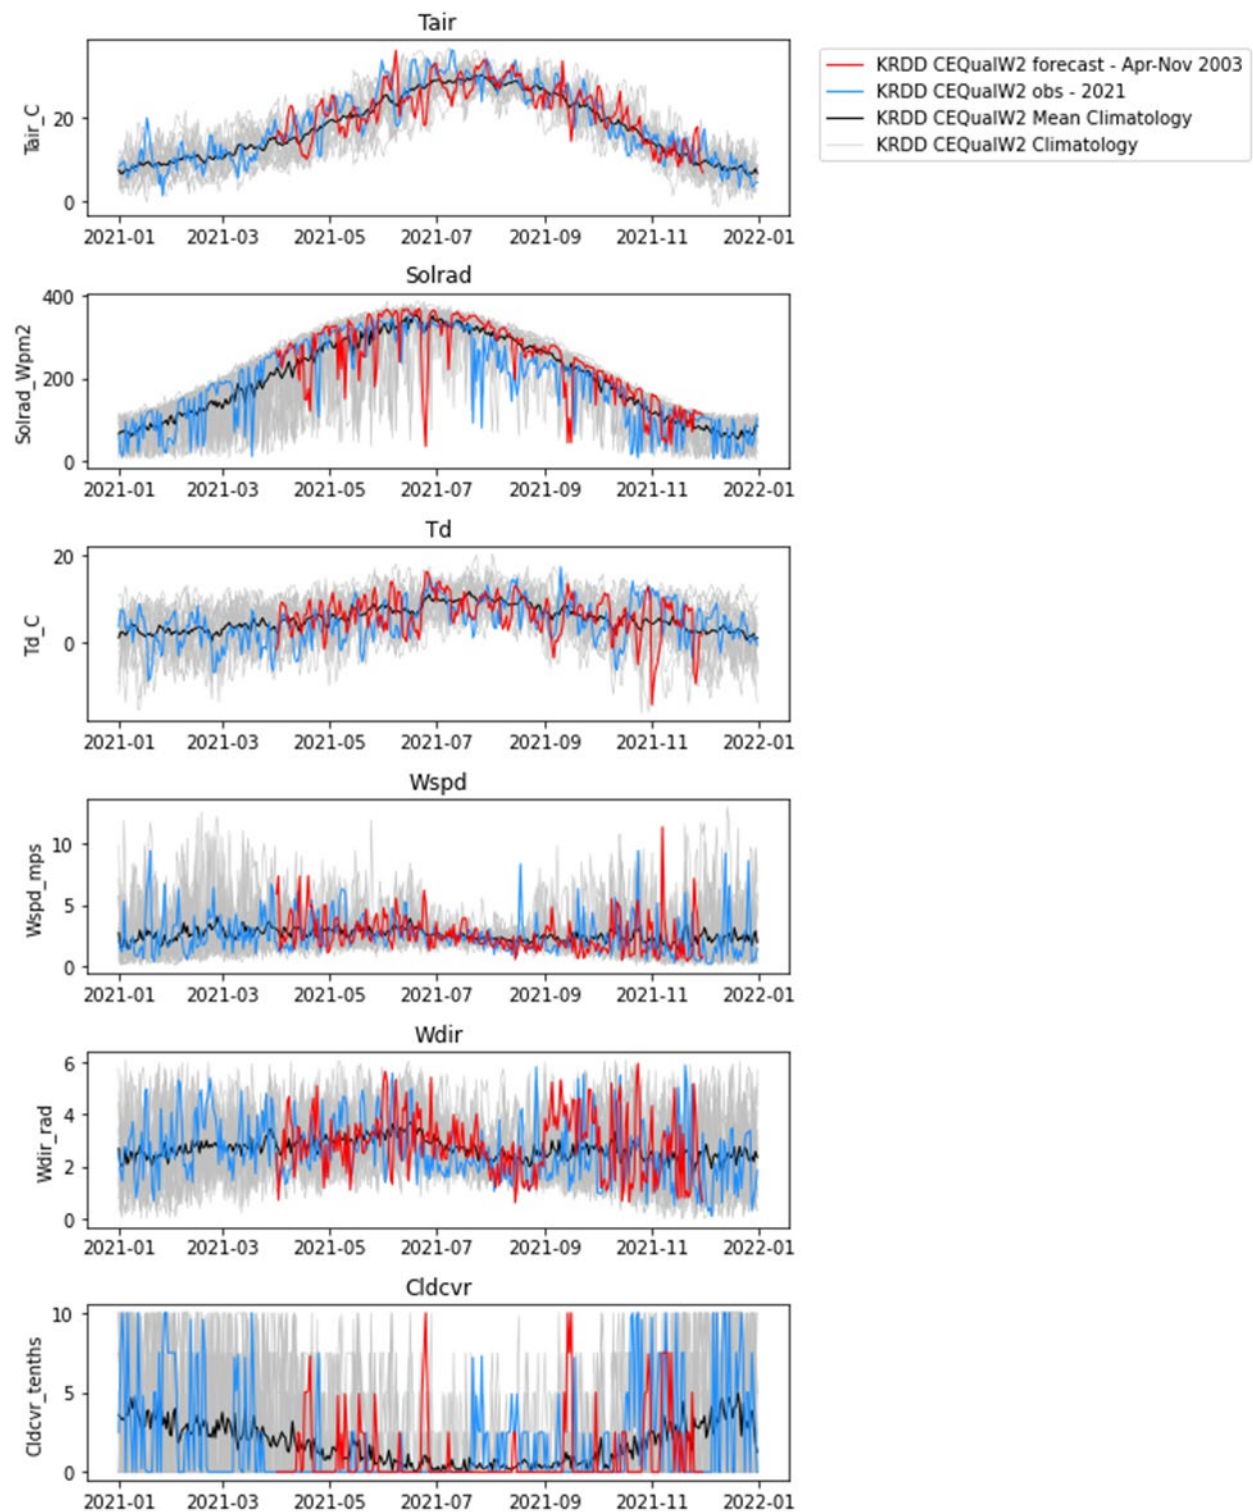 Tair
Tair_C
20
0
2021-01 2021-03 2021-05 2021-07 2021-09 2021-11 2022-01
KRDD CEQualW2 forecast - Apr-Nov 2003
KRDD CEQualW2 obs - 2021
KRDD CEQualW2 Mean Climatology
KRDD CEQualW2 Climatology
Solrad
Solrad_Wpm2
400
200
0
2021-01 2021-03 2021-05 2021-07 2021-09 2021-11 2022-01
Td
Td_C
20
0
2021-01 2021-03 2021-05 2021-07 2021-09 2021-11 2022-01
Wspd
Wspd_mps
10
5
0
2021-01 2021-03 2021-05 2021-07 2021-09 2021-11 2022-01
Wdir
Wdir_rad
6
4
2
0
2021-01 2021-03 2021-05 2021-07 2021-09 2021-11 2022-01
Cldcvr
Cldcvr_tenths
10
5
0
2021-01 2021-03 2021-05 2021-07 2021-09 2021-11 2022-01